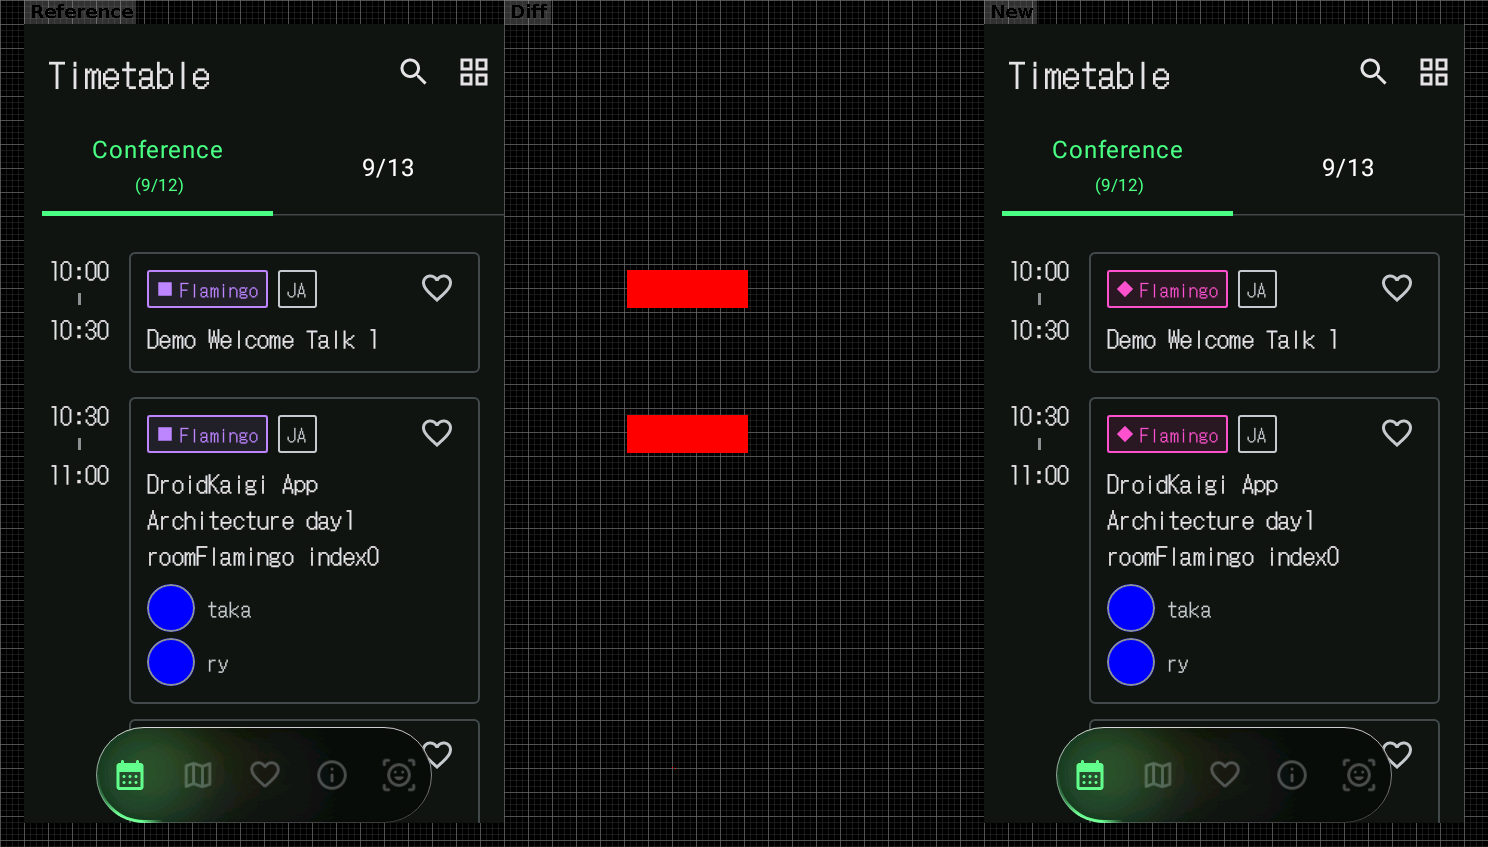 Reference
Diff
New
Timetable
Conference
(9/12)
9/13
10:00
10:30
Flamingo
JA
Demo Welcome Talk 1
10:30
11:00
Flamingo
JA
DroidKaigi App
Architecture day1
roomFlamingo index0
taka
ry
Timetable
Conference
(9/12)
9/13
10:00
10:30
Flamingo
JA
Demo Welcome Talk 1
10:30
11:00
Flamingo
JA
DroidKaigi App
Architecture day1
roomFlamingo index0
taka
ry